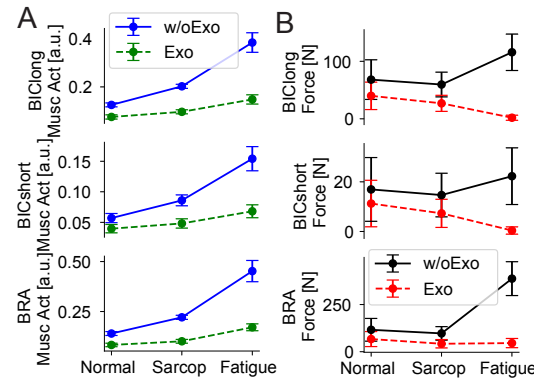 A
BIClong
Musc Act [a.u.]
0.4
0.2
w/oExo
Exo
BICshort
Musc Act [a.u.]
0.15
0.10
0.05
BRA
Musc Act [a.u.]
0.50
0.25
Normal Sarcop Fatigue
B
BIClong
Force [N]
100
0
BICshort
Force [N]
20
0
BRA
Force [N]
250
0
w/oExo
Exo
Normal Sarcop Fatigue